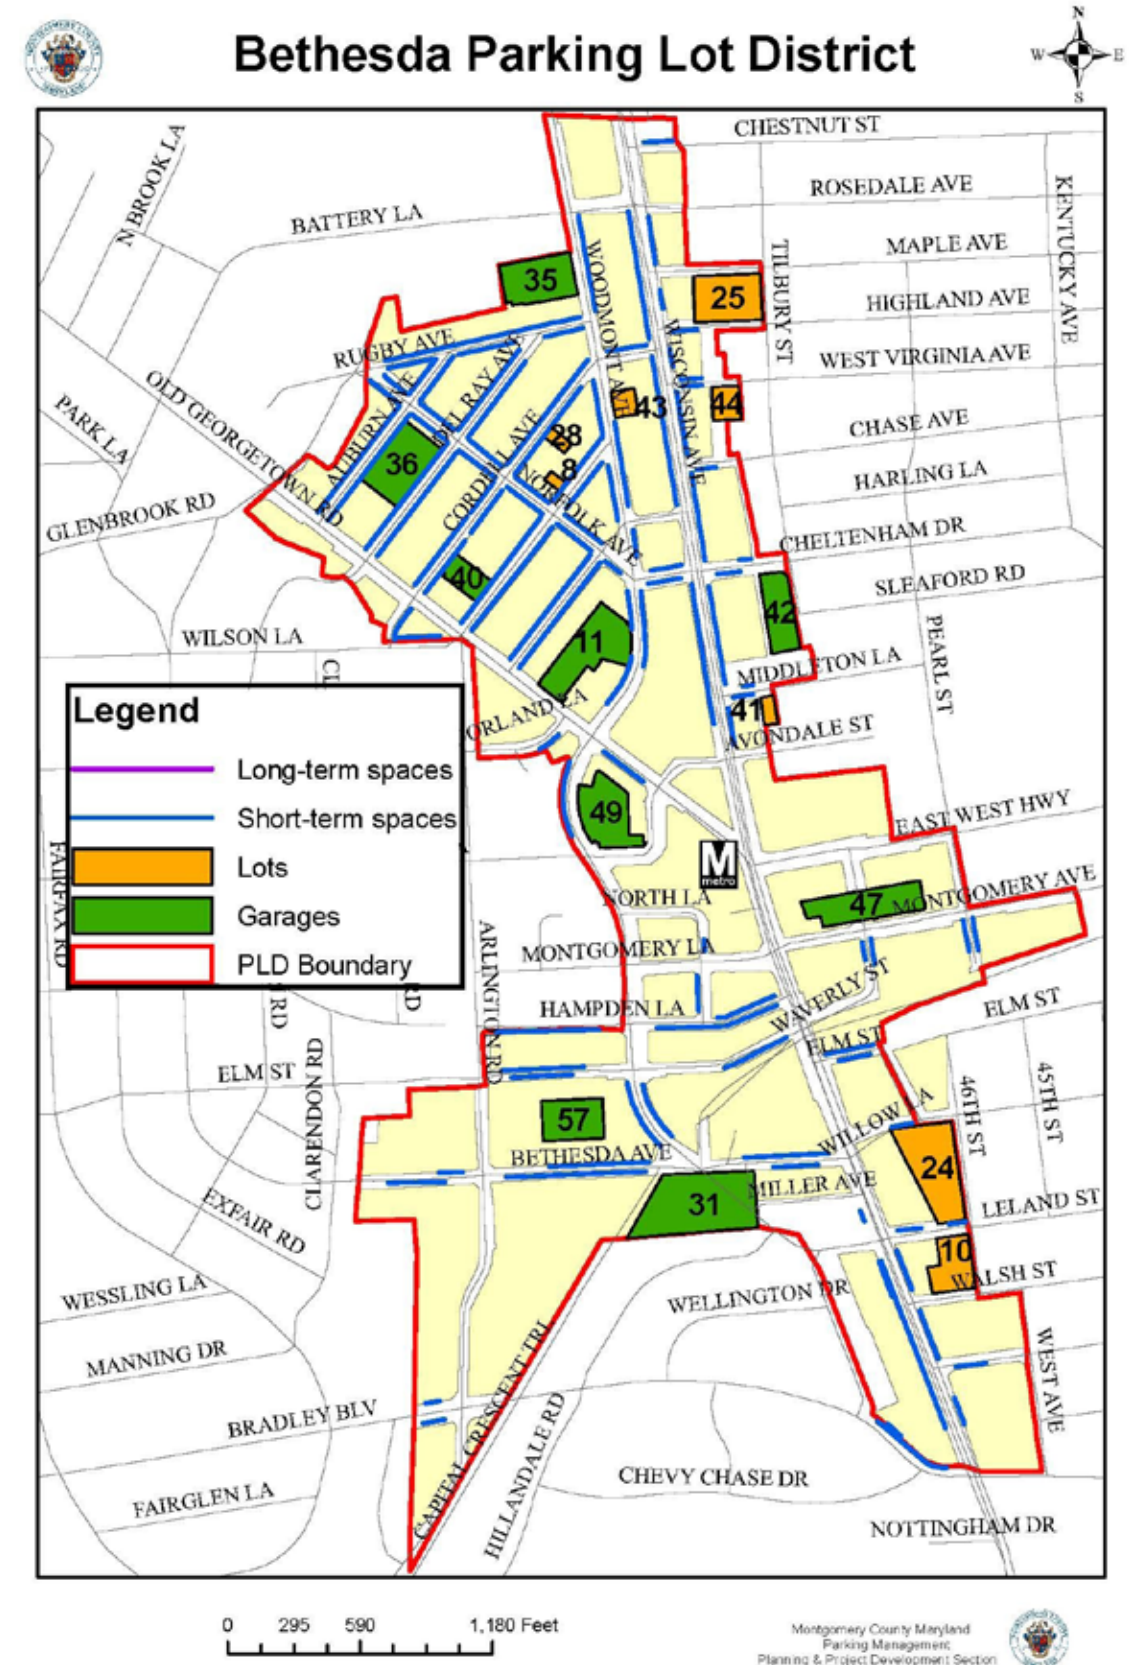 Bethesda Parking Lot District
N
W E
S
CHESTNUT ST
N BROOK LA
ROSEDALE AVE
KENTUCKY AVE
BATTERY LA
MAPLE AVE
WOODMONT AVE
TILBURY ST
35
25
HIGHLAND AVE
WISCONSIN AVE
RUGBY AVE
WEST VIRGINIA AVE
OLD GEORGETOWN RD
AUBURN AVE
DEL RAY AVE
43
44
PARK LA
CHASE AVE
28
36
CORDELL AVE
8
HARLING LA
GLENBROOK RD
NORFOLK AVE
CHELTENHAM DR
40
SLEAFORD RD
42
WILSON LA
11
PEARL ST
MIDDLETON LA
CL
41
ORLAND LA
AVONDALE ST
Legend
Long-term spaces
Short-term spaces
Lots
Garages
PLD Boundary
49
EAST WEST HWY
M
metro
FAIRFAX RD
NORTH LA
47
MONTGOMERY AVE
ARLINGTON RD
MONTGOMERY LA
RD
RD
HAMPDEN LA
WAVERLY ST
ELM ST
ELM ST
ELM ST
CLARENDON RD
46TH ST
45TH ST
57
WILLOW LA
BETHESDA AVE
24
EXFAIR RD
31
MILLER AVE
LELAND ST
10
WALSH ST
WESSLING LA
WELLINGTON DR
MANNING DR
WEST AVE
CAPITAL CRESCENT TRL
BRADLEY BLV
HILLANDALE RD
CHEVY CHASE DR
FAIRGLEN LA
NOTTINGHAM DR
0 295 590 1,180 Feet
Montgomery County Maryland
Parking Management
Planning & Project Development Section